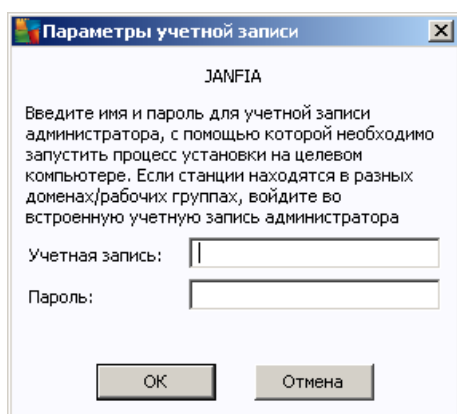 Параметры учетной записи
JANFIA
Введите имя и пароль для учетной записи
администратора, с помощью которой необходимо
запустить процесс установки на целевом
компьютере. Если станции находятся в разных
доменах/рабочих группах, войдите во
встроенную учетную запись администратора
Учетная запись:
Пароль:
ОК Отмена